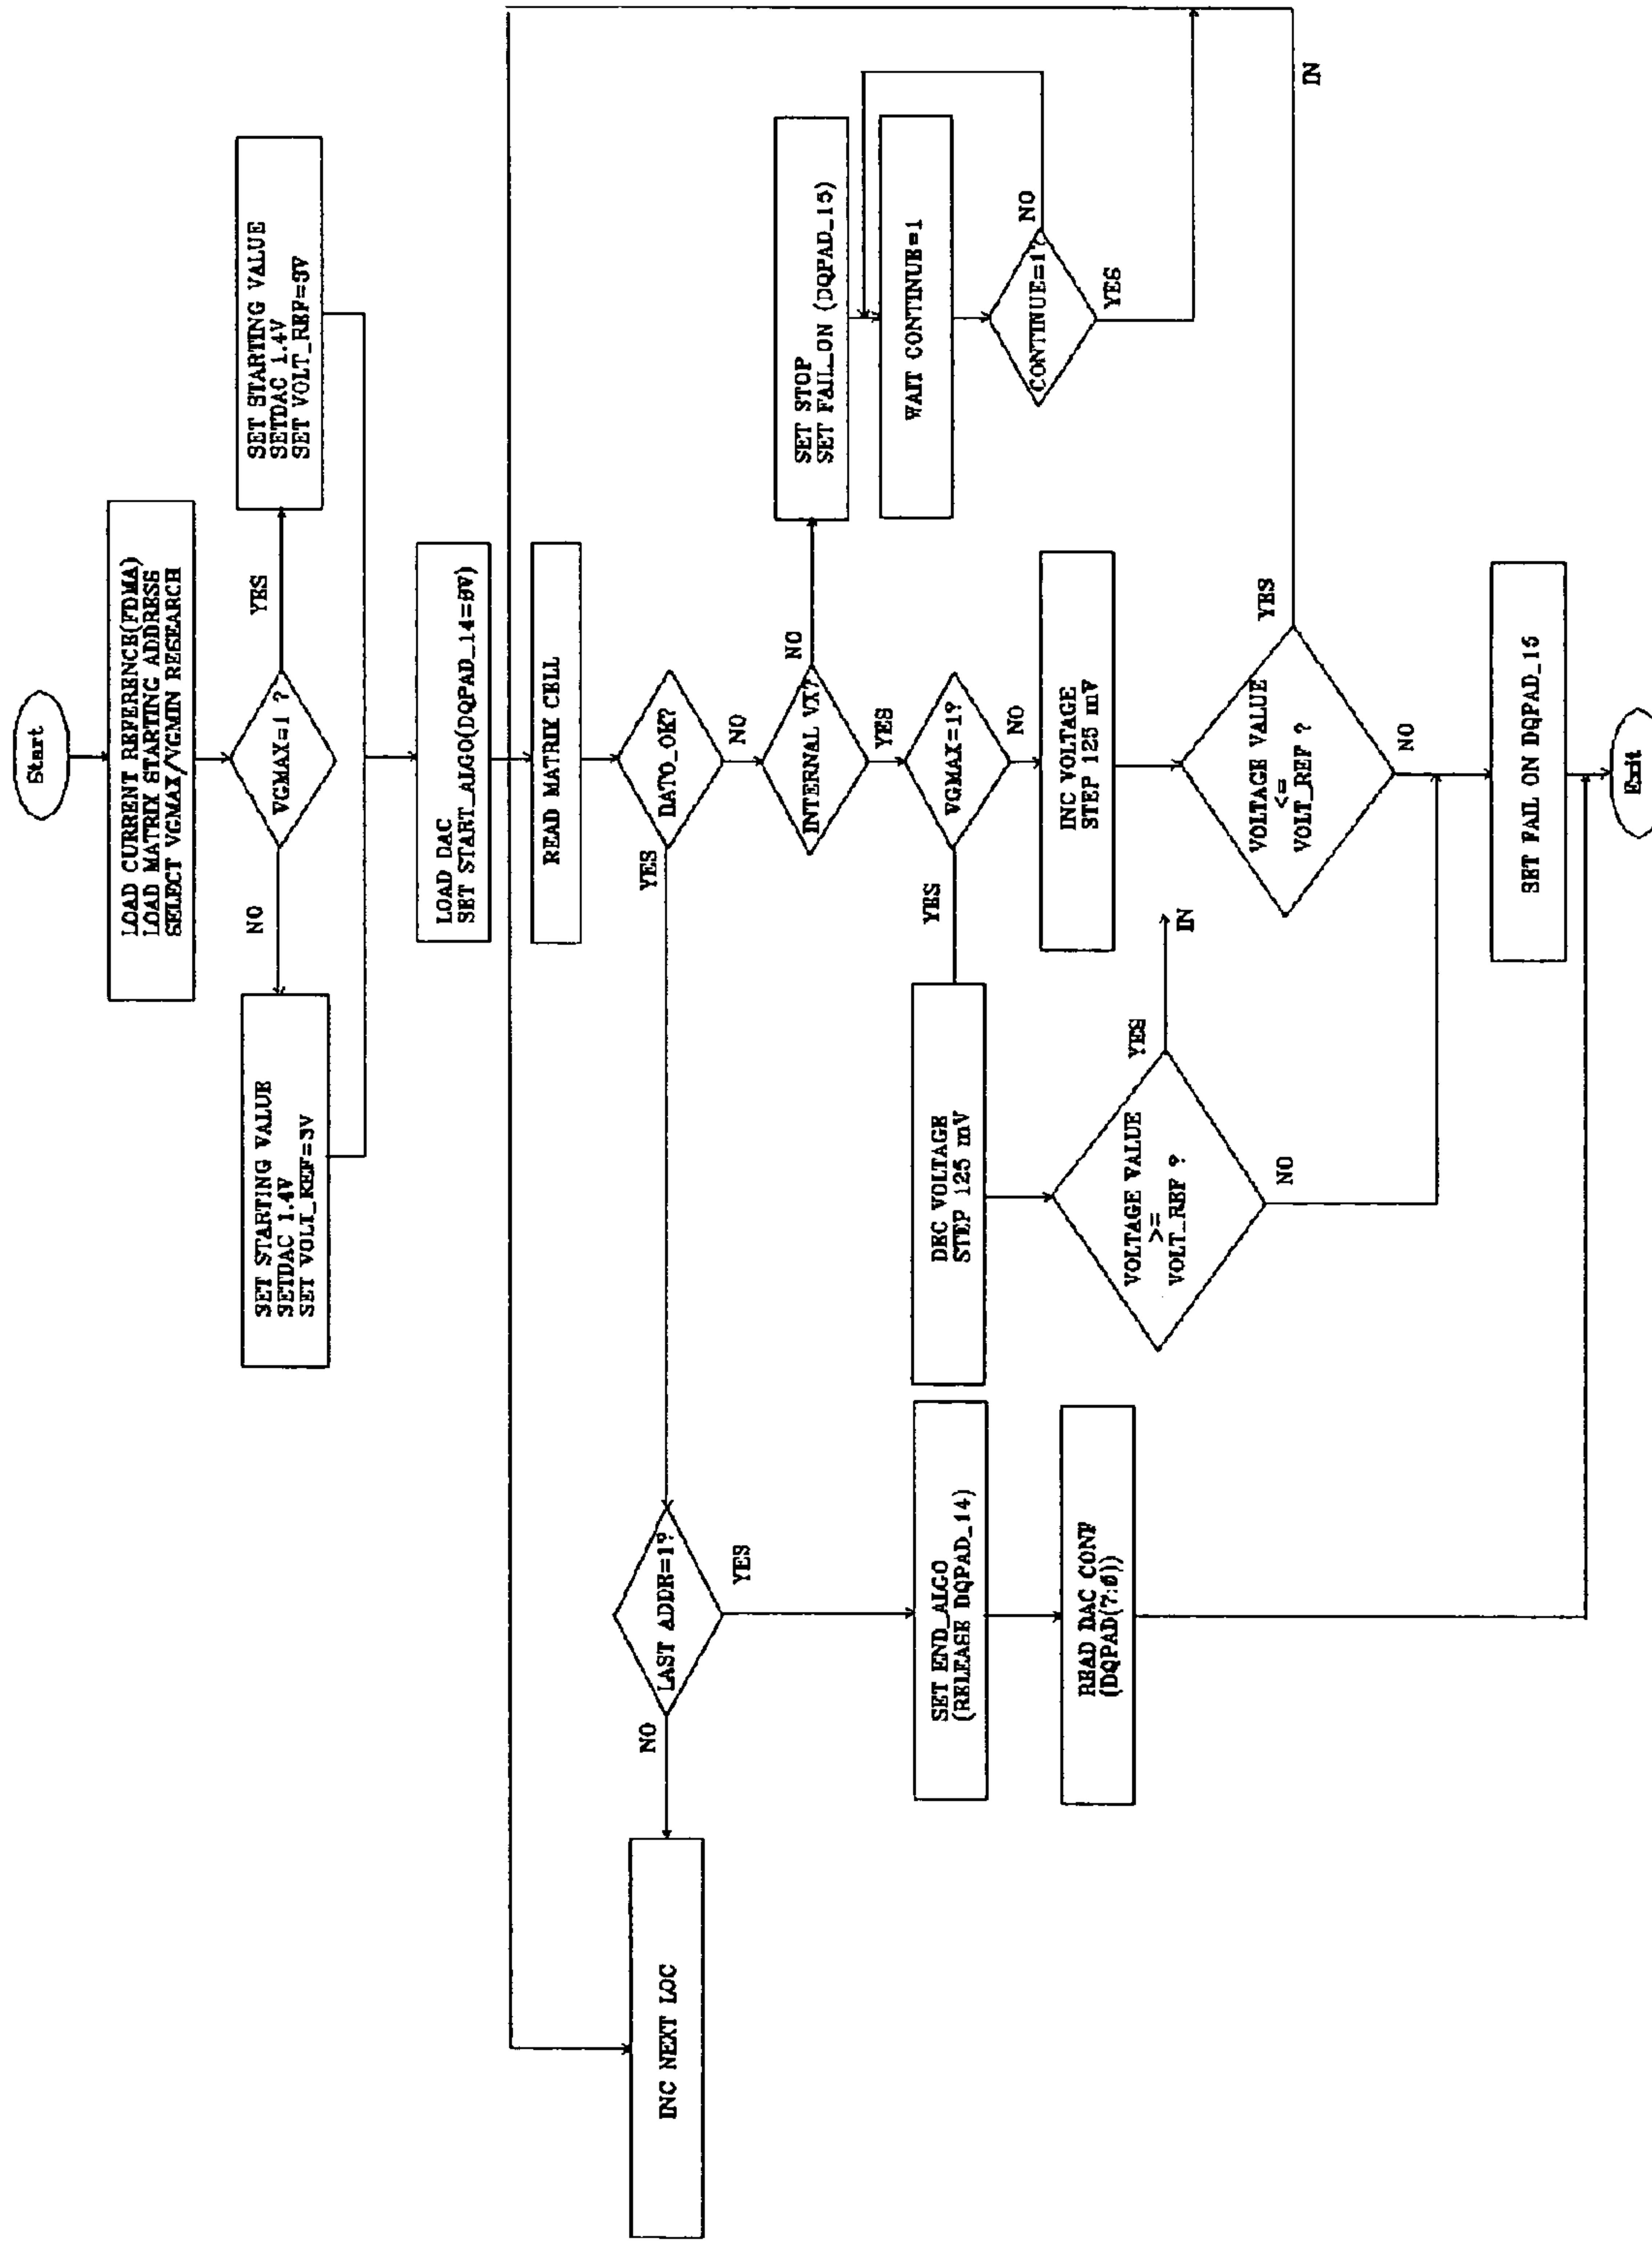 Start
LOAD CURRENT REFERENCE(FDMA)
LOAD MATRIX STARTING ADDRESS
SELECT VGMAX/VGMIN RESEARCH
VGMAX=1 ?
NO
YES
SET STARTING VALUE
SETDAC 1.4V
SET VOLT_REF=3V
SET STARTING VALUE
SETDAC 1.4V
SET VOLT_REF=3V
LOAD DAC
SET START_ALGO(DQPAD_14=0V)
READ MATRIX CELL
DATO_OK?
YES
NO
LAST ADDR=1?
NO
YES
INC NEXT LOC
INTERNAL VX?
NO
YES
SET STOP
SET FAIL_ON (DQPAD_15)
WAIT CONTINUE=1
CONTINUE=1?
NO
YES
VGMAX=1?
YES
NO
SET END_ALGO
(RELEASE DQPAD_14)
READ DAC CONF
(DQPAD(7:0))
DEC VOLTAGE
STEP 125 mV
INC VOLTAGE
STEP 125 mV
VOLTAGE VALUE
>=
VOLT_REF ?
YES
IN
NO
VOLTAGE VALUE
<=
VOLT_REF ?
YES
IN
NO
SET FAIL ON DQPAD_15
Exit